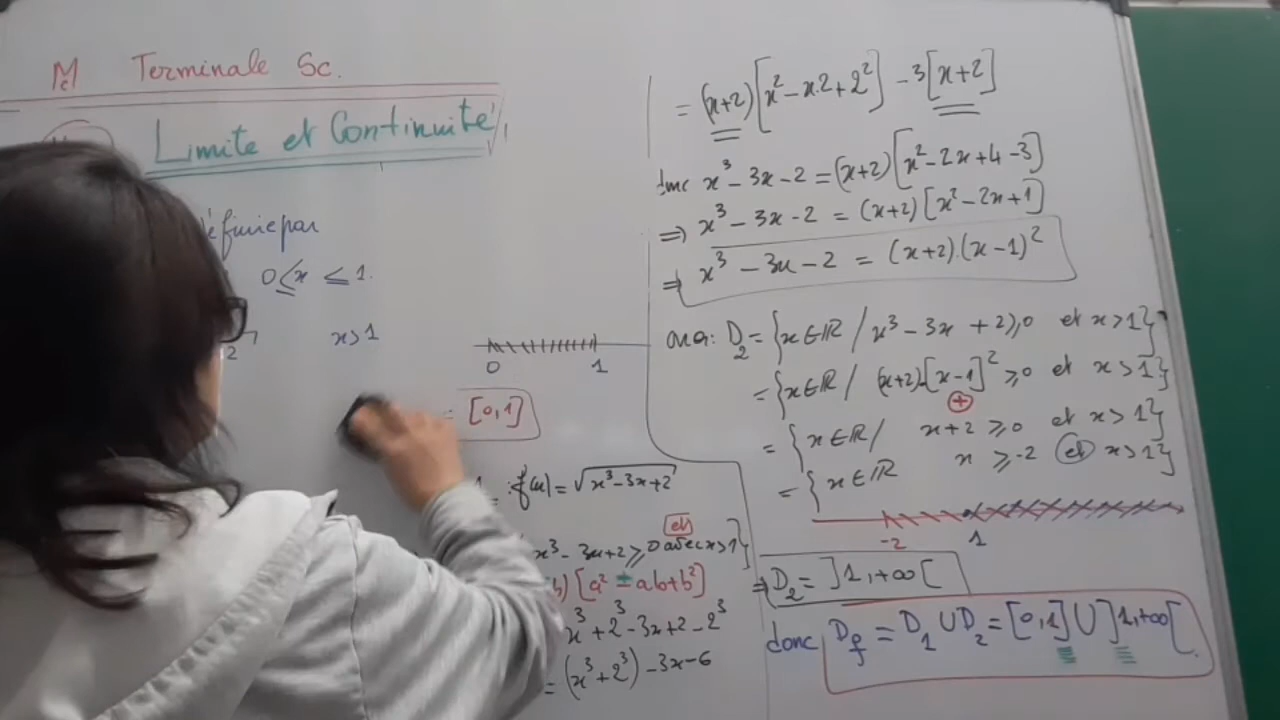 Mc Terminale Sc.
Limite et Continuité
définie par
0 ≤ x ≤ 1.
x > 1
0 1
= [0,1]
: f(x) = √x³-3x+2
x³-3x+2 ≥ 0 avec x>1}
et
b) [a² ∓ ab+b²]
x³+2³-3x+2-2³
= (x³+2³)-3x-6
= (x+2)[x²-x.2+2²] -3[x+2]
donc x³-3x-2 = (x+2)[x²-2x+4-3]
⇒ x³-3x-2 = (x+2)[x²-2x+1]
⇒ x³-3x-2 = (x+2).(x-1)²
D₂ = {x∈ℝ / x³-3x+2≥0 et x>1}
= {x∈ℝ / (x+2).[x-1]² ≥0 et x>1}
+
= {x∈ℝ / x+2 ≥0 et x>1}
= {x∈ℝ x ≥-2 et x>1}
-2 1
⇒ D₂ = ]1,+∞[
donc Df = D₁ ∪ D₂ = [0,1] ∪ ]1,+∞[